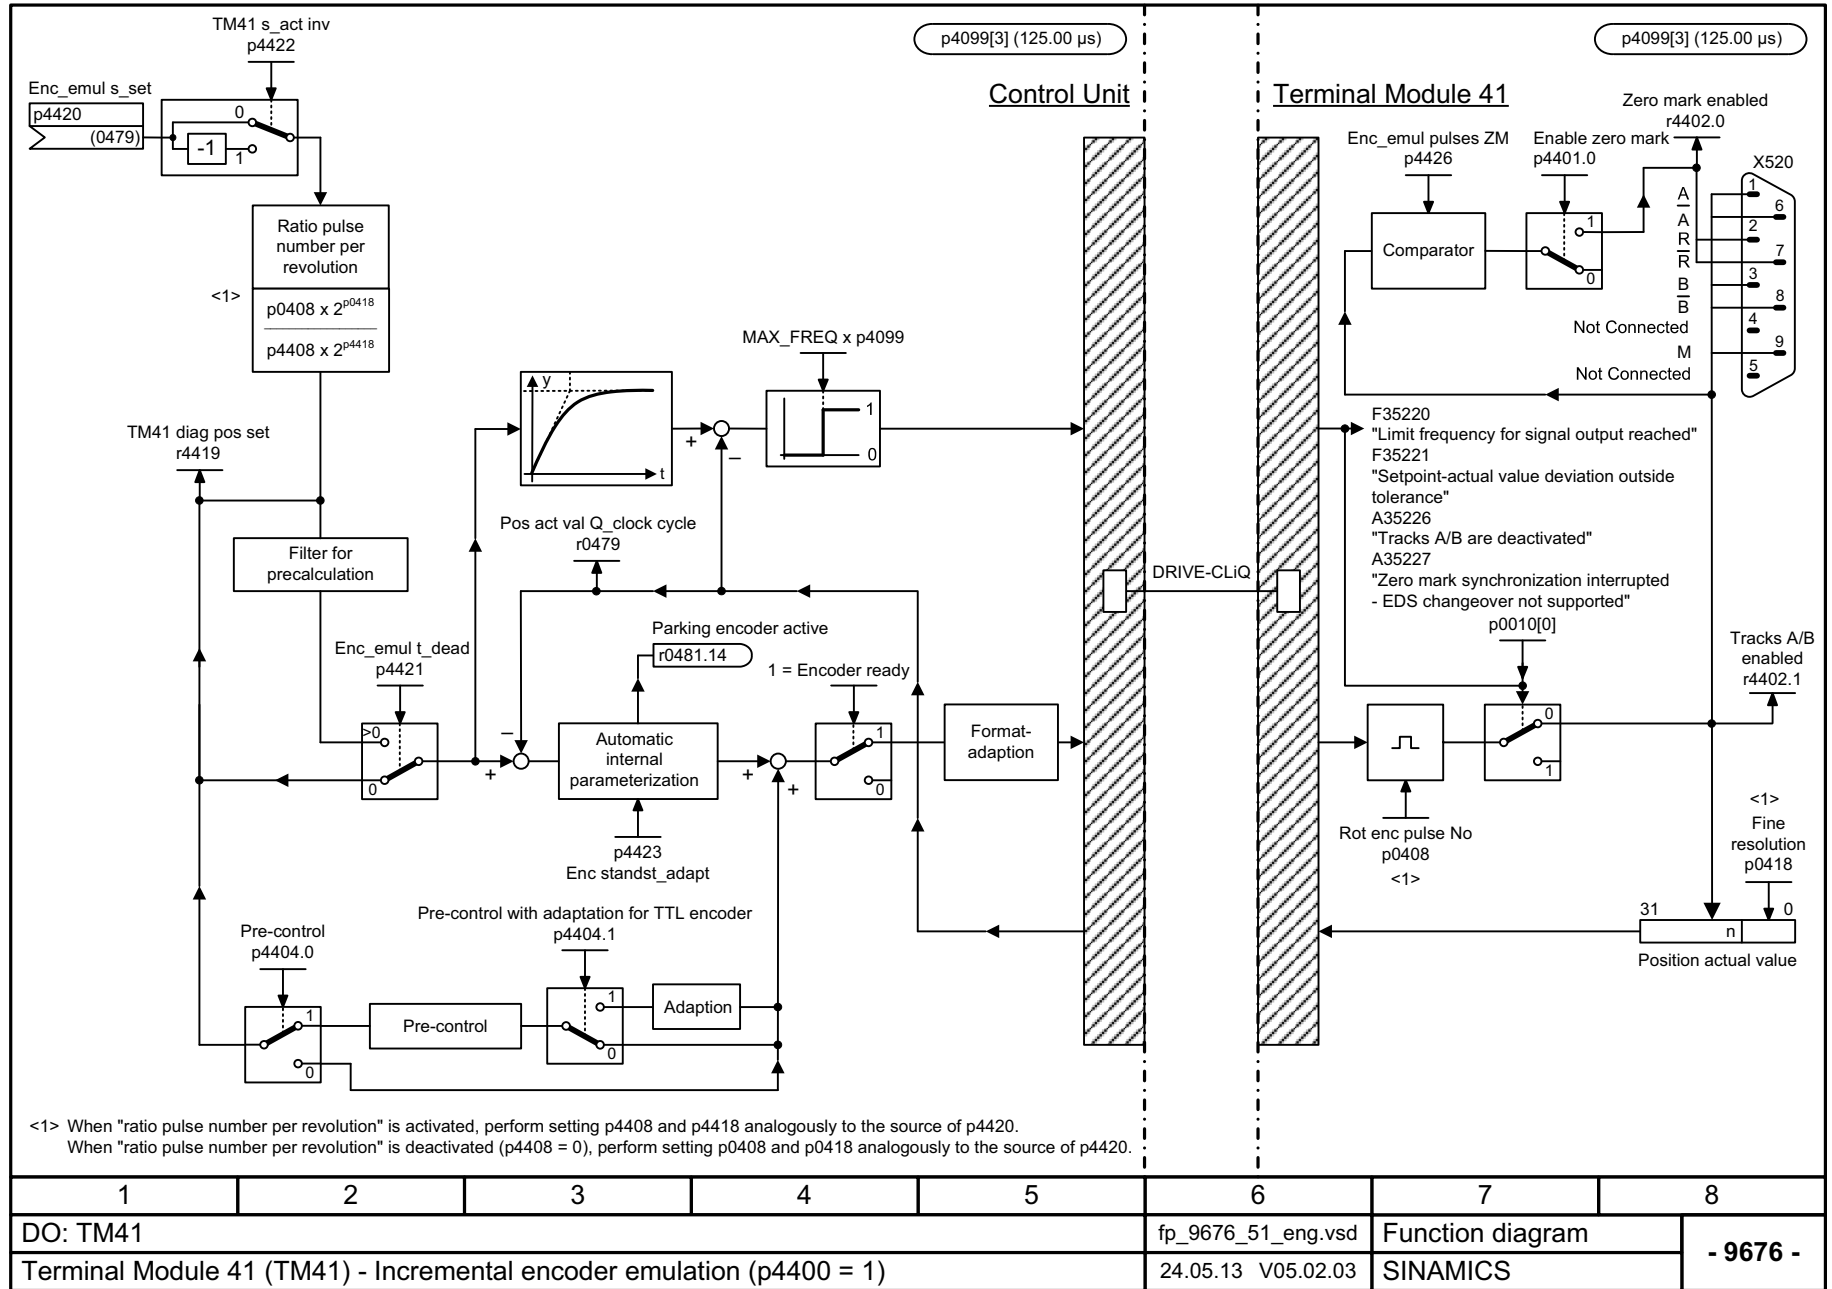 TM41 s_act inv
p4422
p4099[3] (125.00 µs)
p4099[3] (125.00 µs)
Enc_emul s_set
p4420
(0479)
0
-1
1
Control Unit
Terminal Module 41
Zero mark enabled
r4402.0
Enc_emul pulses ZM
p4426
Enable zero mark
p4401.0
X520
Ratio pulse
number per
revolution
<1>
p0408 x 2^p0418
p4408 x 2^p4418
Comparator
1
0
A
A
R
R
B
B
Not Connected
M
Not Connected
1
6
2
7
3
8
4
9
5
MAX_FREQ x p4099
y
t
+
–
1
0
TM41 diag pos set
r4419
F35220
"Limit frequency for signal output reached"
F35221
"Setpoint-actual value deviation outside
tolerance"
A35226
"Tracks A/B are deactivated"
A35227
"Zero mark synchronization interrupted
- EDS changeover not supported"
p0010[0]
Pos act val Q_clock cycle
r0479
Filter for
precalculation
DRIVE-CLiQ
Parking encoder active
r0481.14
Enc_emul t_dead
p4421
1 = Encoder ready
Tracks A/B
enabled
r4402.1
>0
0
–
+
Automatic
internal
parameterization
+
+
1
0
Format-
adaption
0
1
p4423
Enc standst_adapt
Rot enc pulse No
p0408
<1>
<1>
Fine
resolution
p0418
31
0
n
Position actual value
Pre-control with adaptation for TTL encoder
p4404.1
Pre-control
p4404.0
1
0
Pre-control
1
0
Adaption
<1> When "ratio pulse number per revolution" is activated, perform setting p4408 and p4418 analogously to the source of p4420.
When "ratio pulse number per revolution" is deactivated (p4408 = 0), perform setting p0408 and p0418 analogously to the source of p4420.
1 2 3 4 5 6 7 8
DO: TM41
fp_9676_51_eng.vsd
Function diagram
- 9676 -
Terminal Module 41 (TM41) - Incremental encoder emulation (p4400 = 1)
24.05.13 V05.02.03
SINAMICS